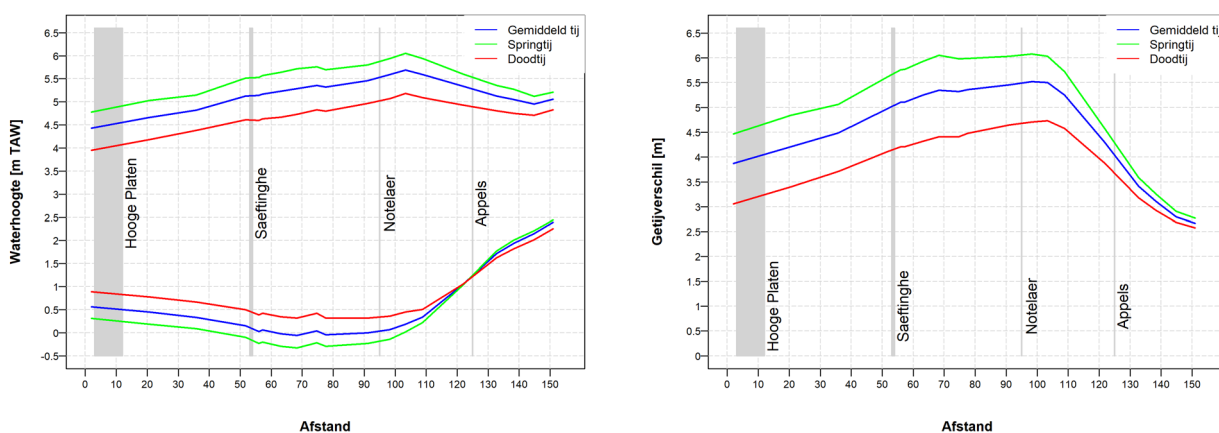 Gemiddeld tij
Springtij
Doodtij
6.5
6
5.5
5
4.5
4
3.5
3
2.5
2
1.5
1
0.5
0
-0.5
Waterhoogte [m TAW]
Hooge Platen
Saeftinghe
Notelaer
Appels
0 10 20 30 40 50 60 70 80 90 100 110 120 130 140 150
Afstand
Gemiddeld tij
Springtij
Doodtij
6.5
6
5.5
5
4.5
4
3.5
3
2.5
2
1.5
1
0.5
0
Getijverschil [m]
Hooge Platen
Saeftinghe
Notelaer
Appels
0 10 20 30 40 50 60 70 80 90 100 110 120 130 140 150
Afstand